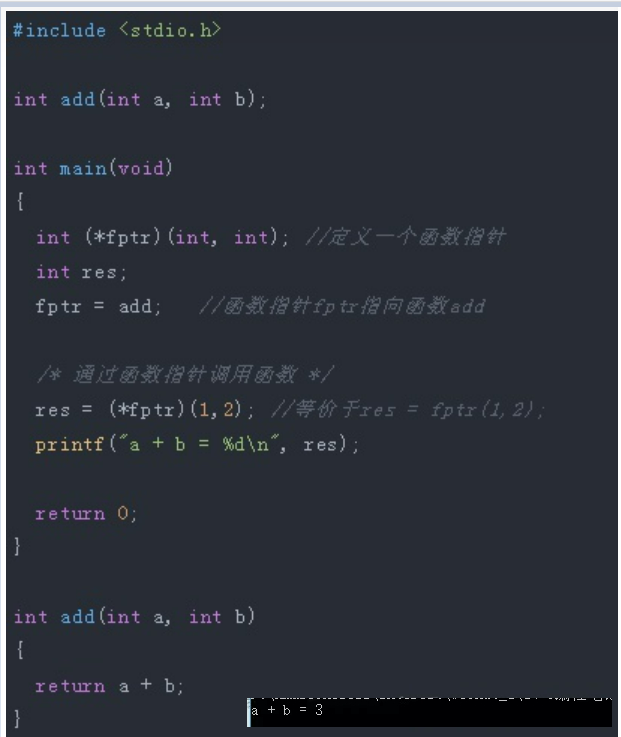 #include <stdio.h>
int add(int a, int b);
int main(void)
{
int (*fptr)(int, int); //定义一个函数指针
int res;
fptr = add; //函数指针fptr指向函数add
/* 通过函数指针调用函数 */
res = (*fptr)(1,2); //等价于res = fptr(1,2);
printf("a + b = %d\n", res);
return 0;
}
int add(int a, int b)
{
return a + b;
}
a + b = 3